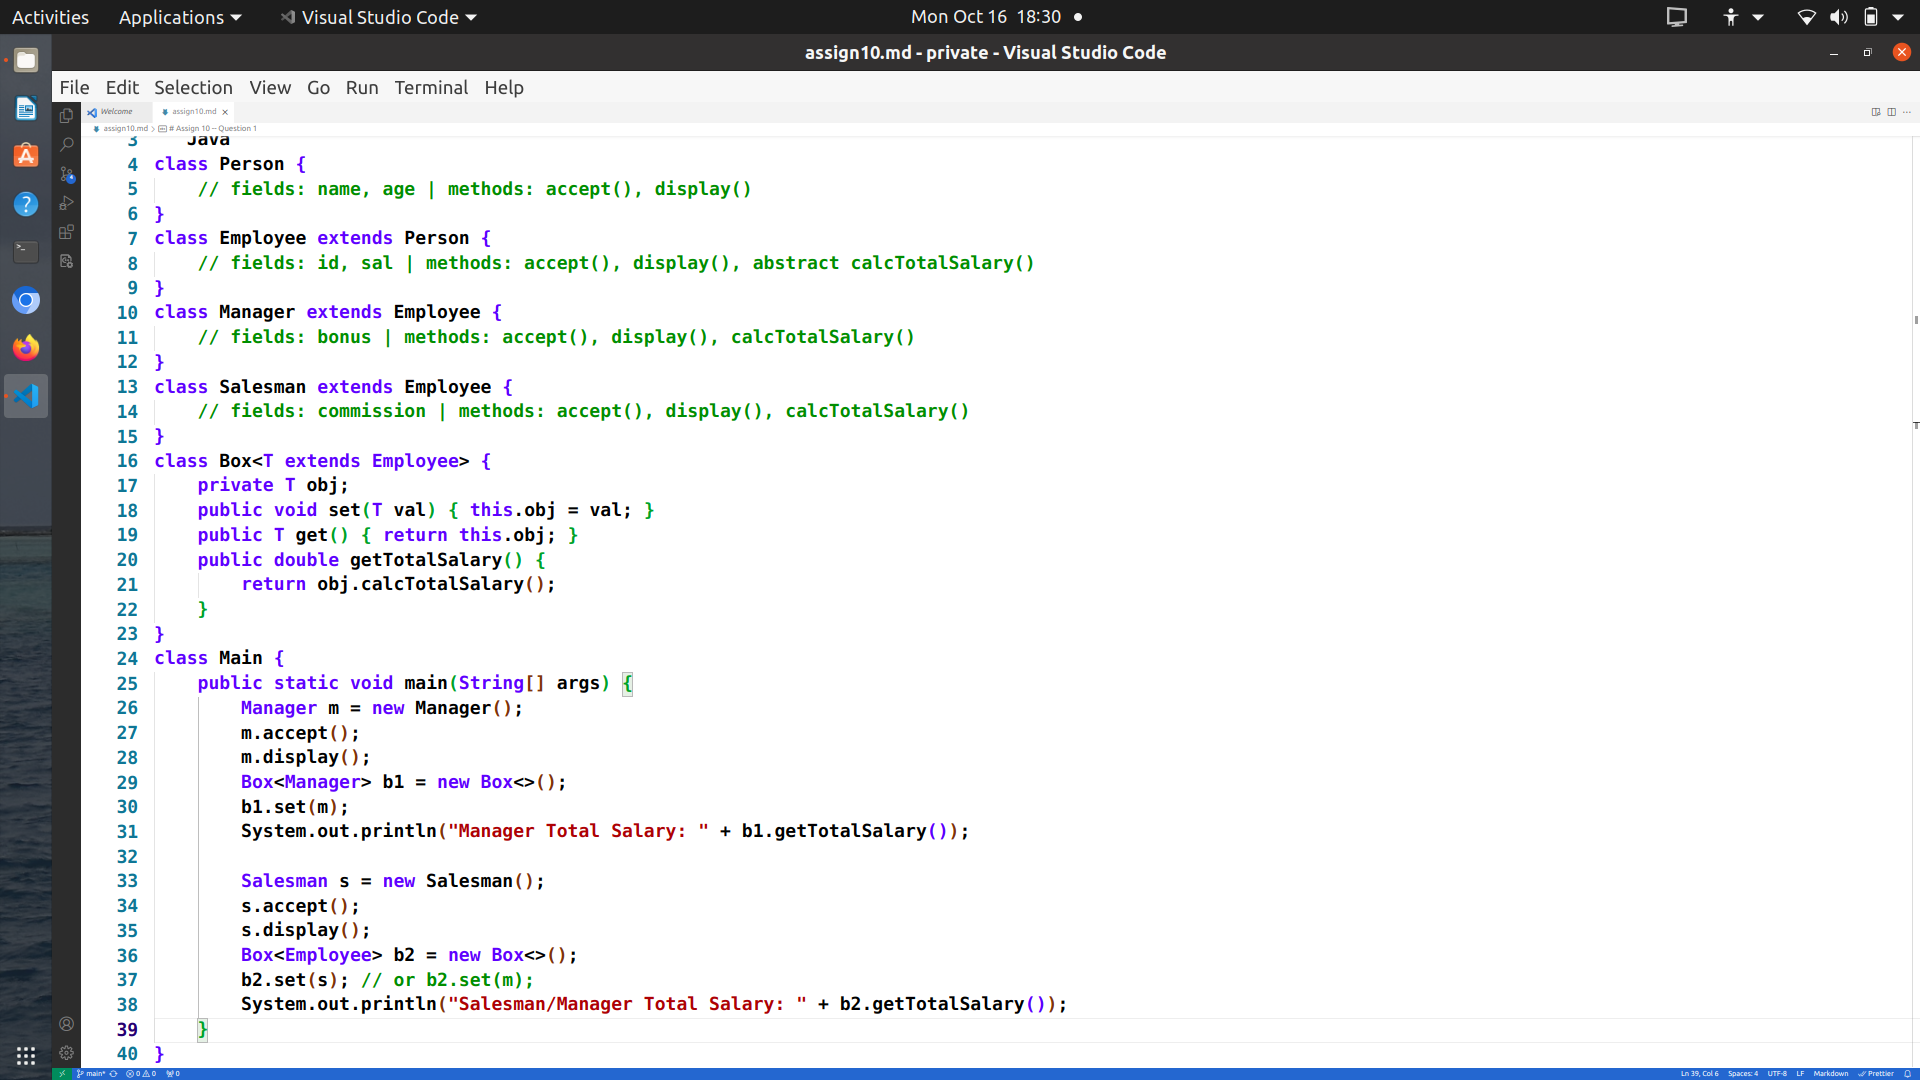 Activities Applications Visual Studio Code Mon Oct 16 18:30
assign10.md - private - Visual Studio Code
File Edit Selection View Go Run Terminal Help
Welcome assign10.md
assign10.md # Assign 10 -- Question 1
3 Java
4 class Person {
5 // fields: name, age | methods: accept(), display()
6 }
7 class Employee extends Person {
8 // fields: id, sal | methods: accept(), display(), abstract calcTotalSalary()
9 }
10 class Manager extends Employee {
11 // fields: bonus | methods: accept(), display(), calcTotalSalary()
12 }
13 class Salesman extends Employee {
14 // fields: commission | methods: accept(), display(), calcTotalSalary()
15 }
16 class Box<T extends Employee> {
17 private T obj;
18 public void set(T val) { this.obj = val; }
19 public T get() { return this.obj; }
20 public double getTotalSalary() {
21 return obj.calcTotalSalary();
22 }
23 }
24 class Main {
25 public static void main(String[] args) {
26 Manager m = new Manager();
27 m.accept();
28 m.display();
29 Box<Manager> b1 = new Box<>();
30 b1.set(m);
31 System.out.println("Manager Total Salary: " + b1.getTotalSalary());
32
33 Salesman s = new Salesman();
34 s.accept();
35 s.display();
36 Box<Employee> b2 = new Box<>();
37 b2.set(s); // or b2.set(m);
38 System.out.println("Salesman/Manager Total Salary: " + b2.getTotalSalary());
39 }
40 }
main* 0 0 0 Ln 39, Col 6 Spaces: 4 UTF-8 LF Markdown Prettier